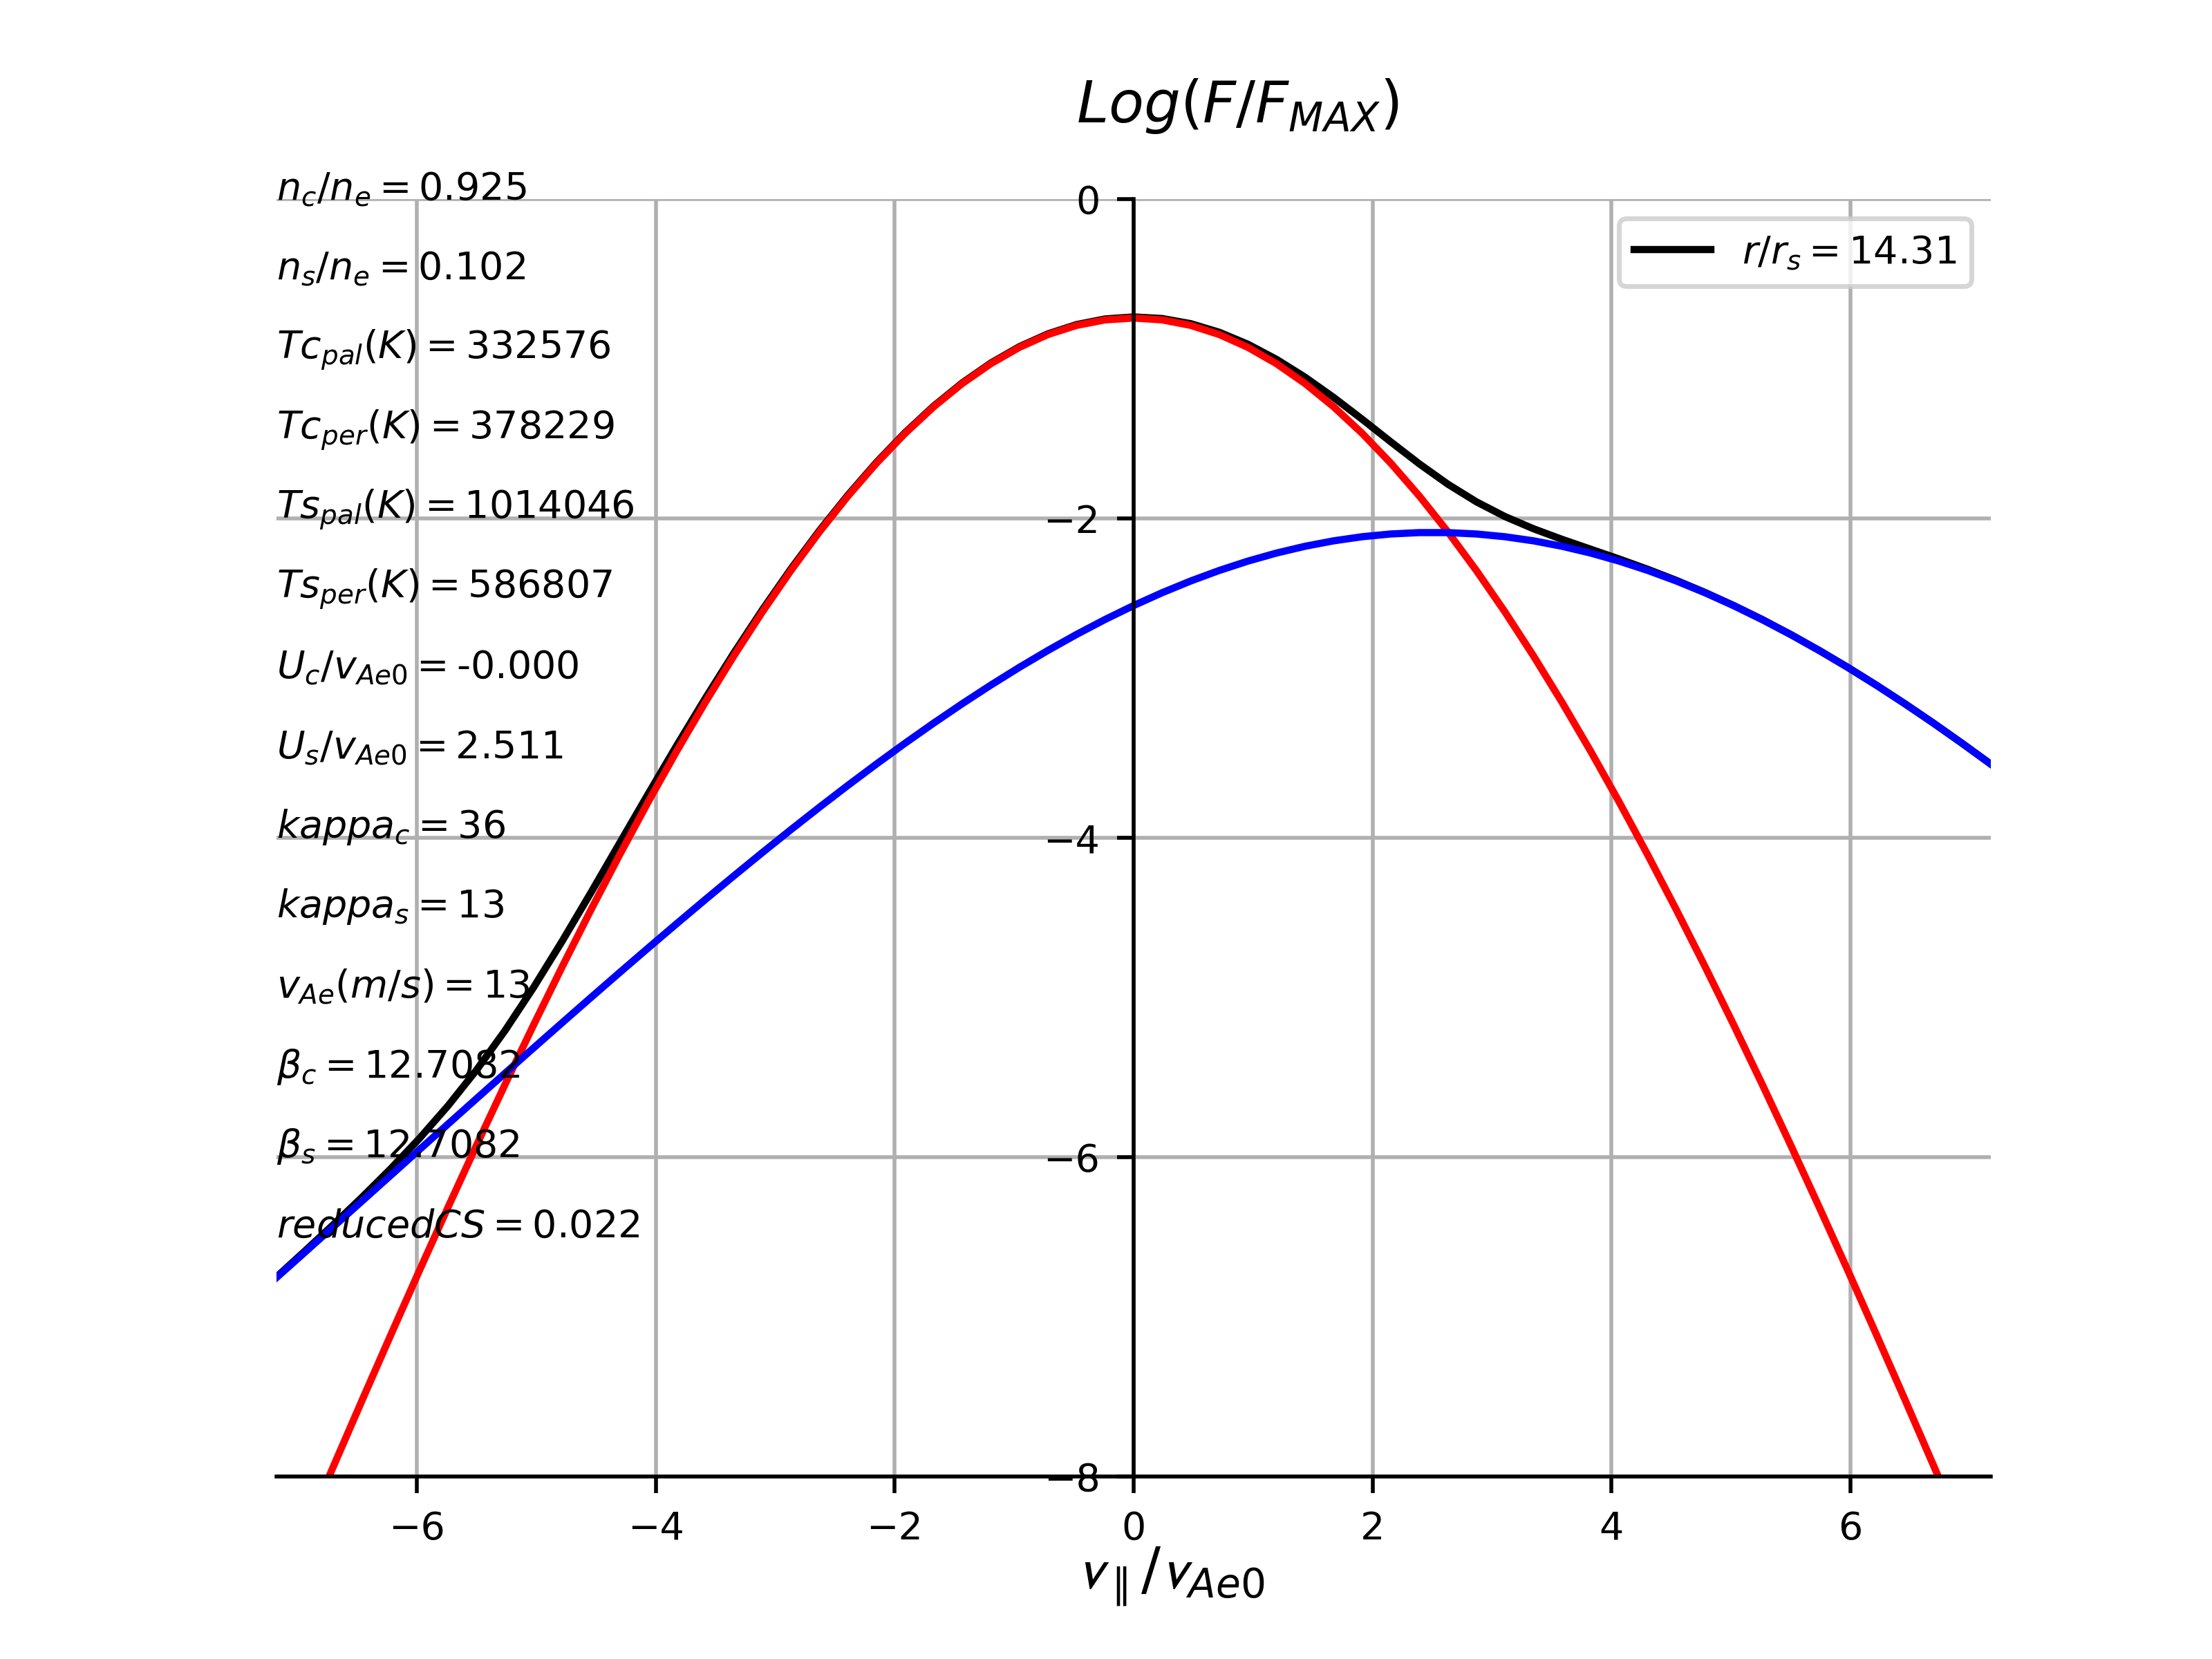 Log(F/F_MAX)
n_c/n_e = 0.925
0
r/r_s = 14.31
n_s/n_e = 0.102
Tc_pal(K) = 332576
Tc_per(K) = 378229
Ts_pal(K) = 1014046
−2
Ts_per(K) = 586807
U_c/v_Ae0 = -0.000
U_s/v_Ae0 = 2.511
kappa_c = 36
−4
kappa_s = 13
v_Ae(m/s) = 13
β_c = 12.7082
β_s = 12.7082
−6
reducedCS = 0.022
−8
−6 −4 −2 0 2 4 6
v_∥/v_Ae0